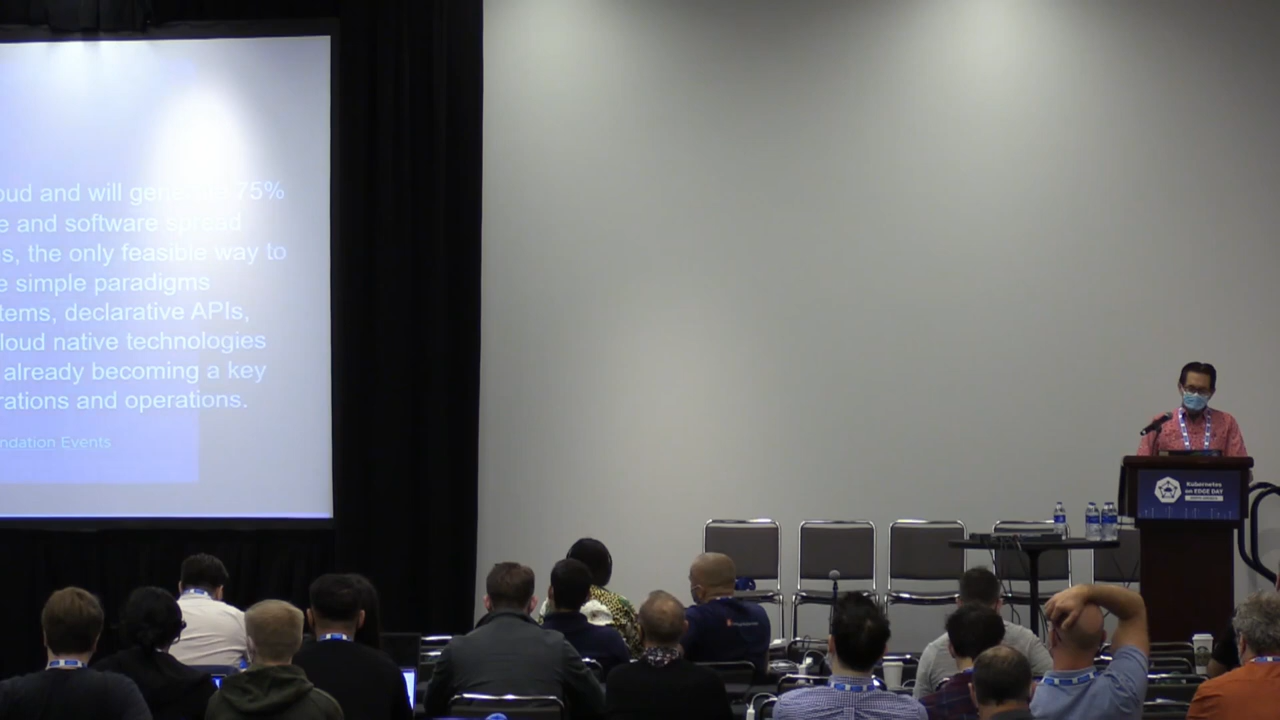 oud and will generate 75%
e and software spread
s, the only feasible way to
e simple paradigms
tems, declarative APIs,
loud native technologies
already becoming a key
rations and operations.
ndation Events
Kubernetes
on EDGE DAY